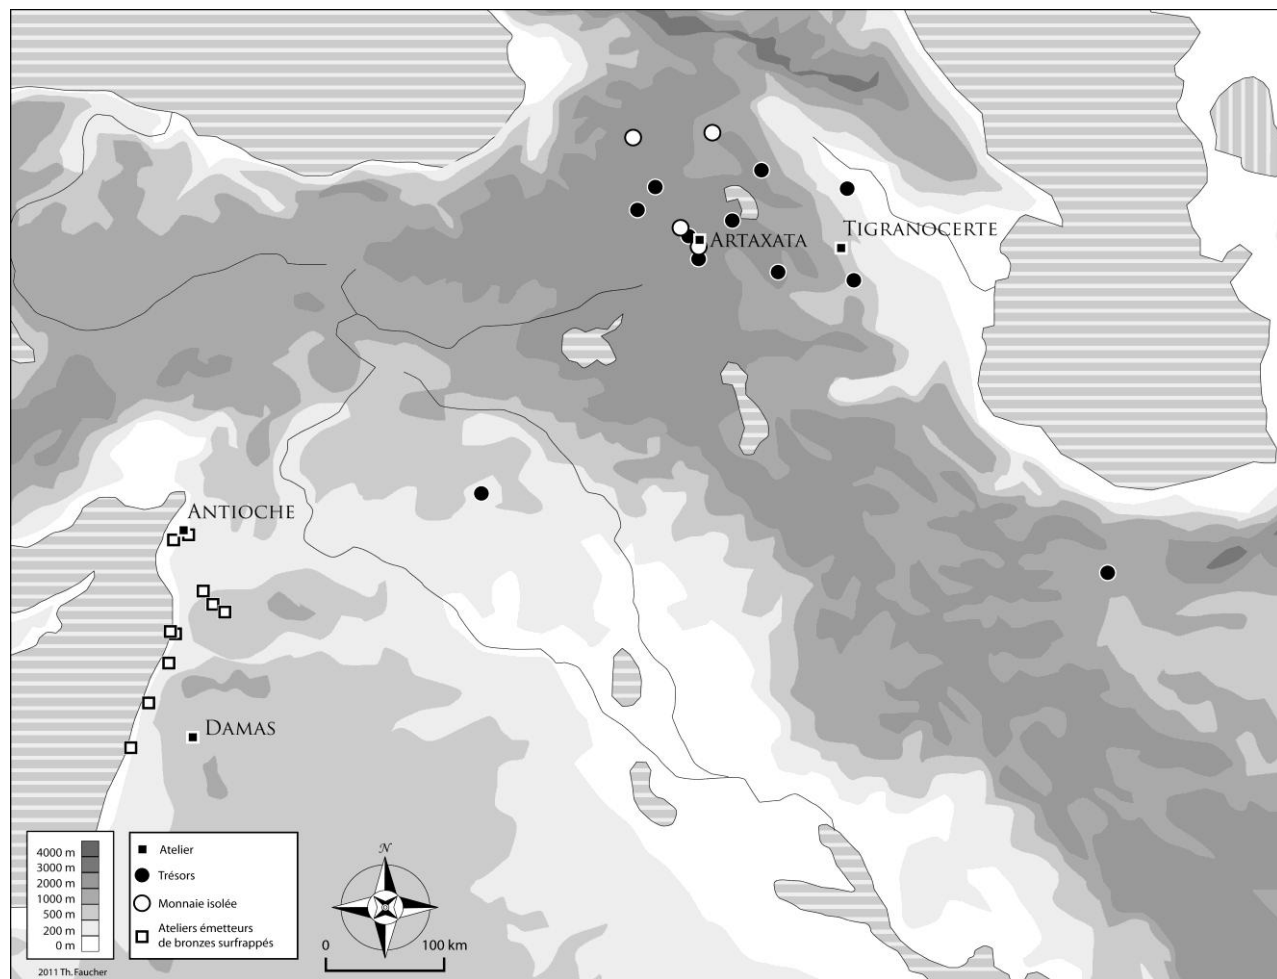 ARTAXATA
TIGRANOCERTE
ANTIOCHE
DAMAS
4000 m
3000 m
2000 m
1000 m
500 m
200 m
0 m
Atelier
Trésors
Monnaie isolée
Ateliers émetteurs
de bronzes surfrappés
N
0 100 km
2011 Th. Faucher